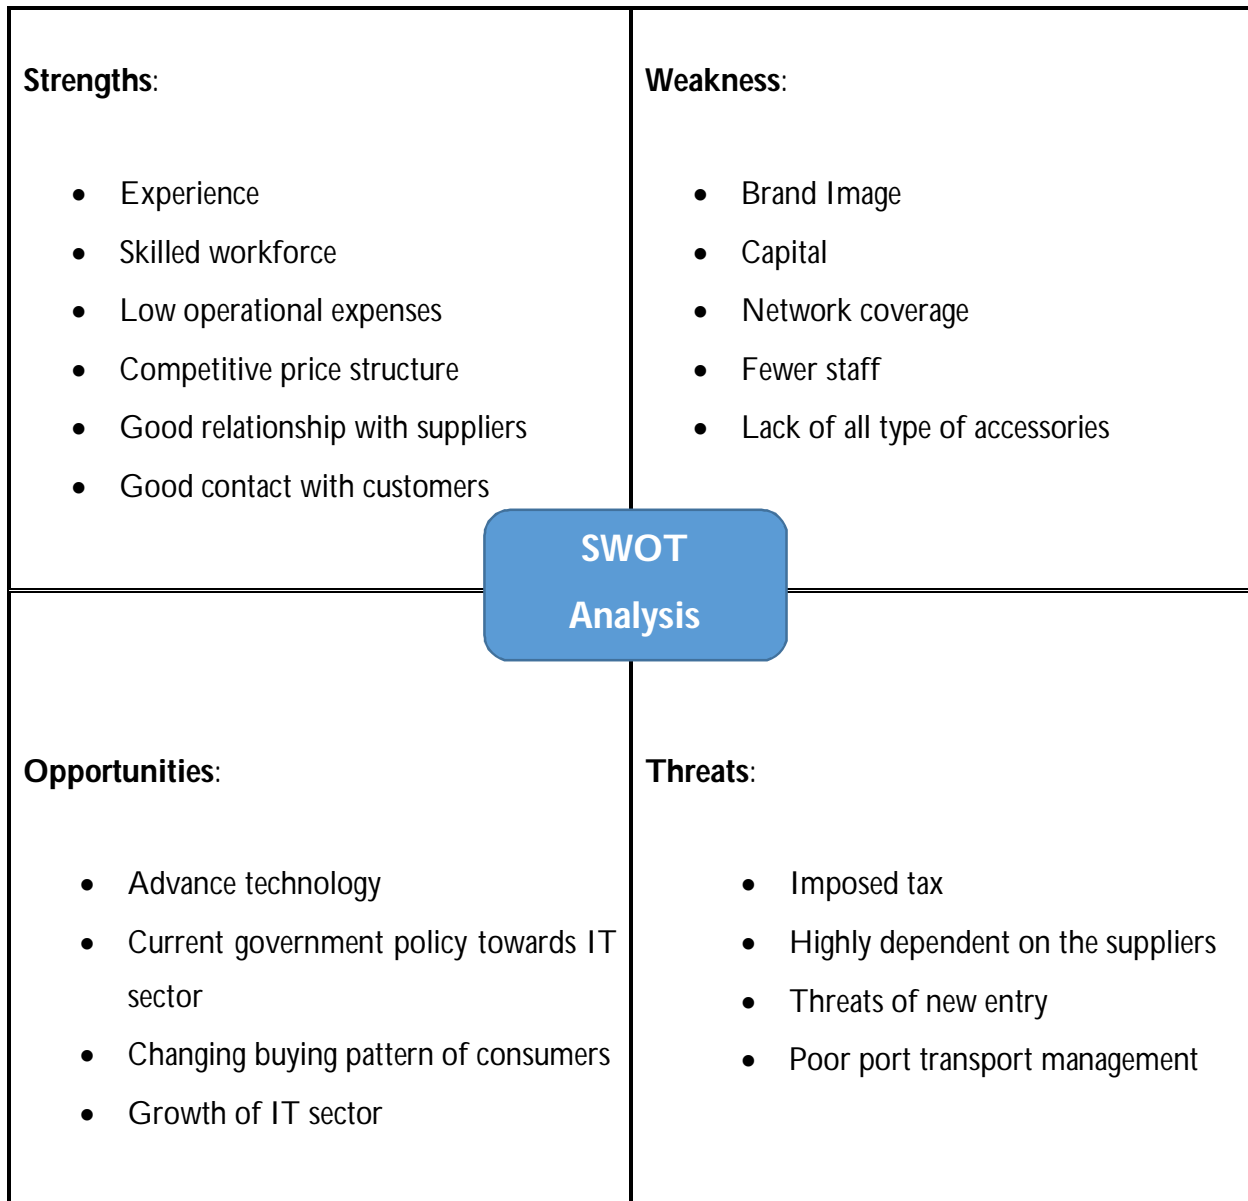 Strengths:
• Experience
• Skilled workforce
• Low operational expenses
• Competitive price structure
• Good relationship with suppliers
• Good contact with customers
Weakness:
• Brand Image
• Capital
• Network coverage
• Fewer staff
• Lack of all type of accessories
SWOT
Analysis
Opportunities:
• Advance technology
• Current government policy towards IT
sector
• Changing buying pattern of consumers
• Growth of IT sector
Threats:
• Imposed tax
• Highly dependent on the suppliers
• Threats of new entry
• Poor port transport management